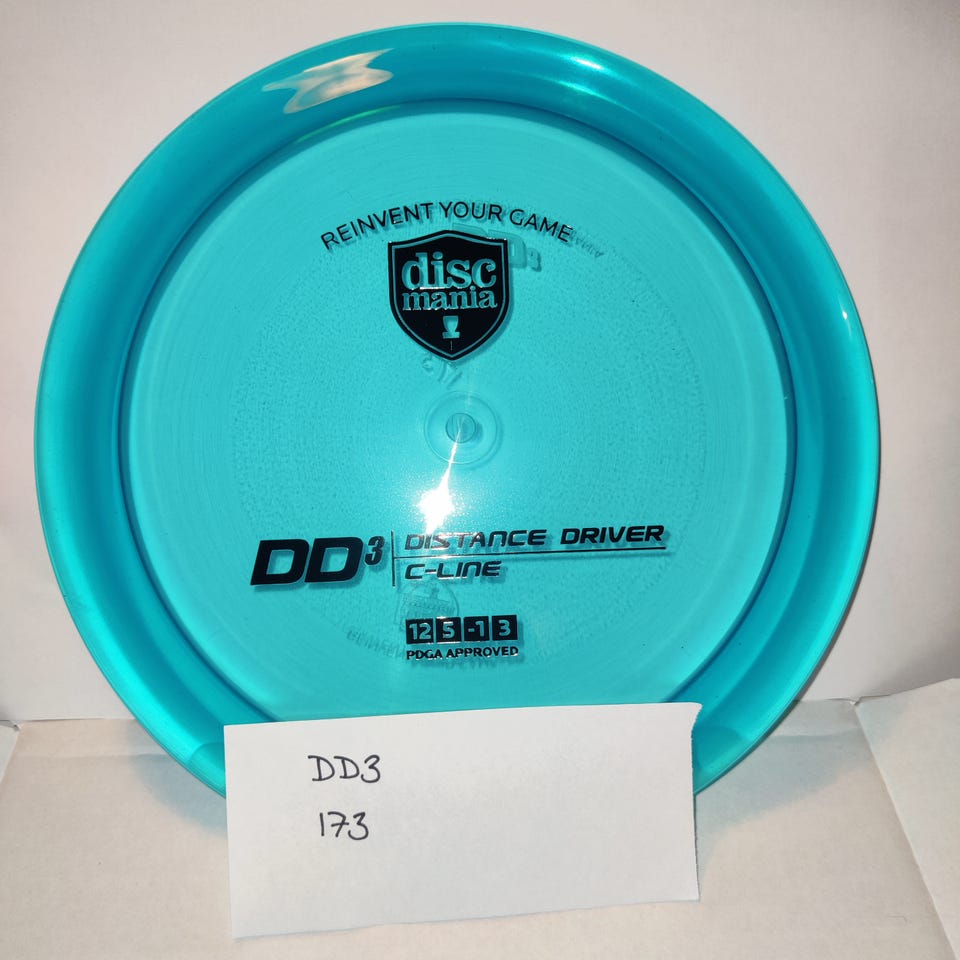 REINVENT YOUR GAME
disc
mania
DD³ DISTANCE DRIVER
C-LINE
12 5 -1 3
PDGA APPROVED
DD3
173